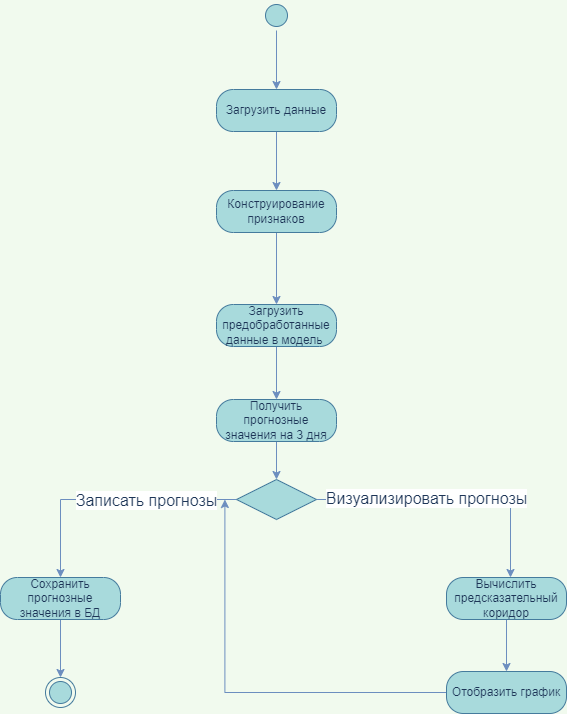 Загрузить данные
Конструирование
признаков
Загрузить
предобработанные
данные в модель
Получить
прогнозные
значения на 3 дня
Записать прогнозы
Визуализировать прогнозы
Сохранить
прогнозные
значения в БД
Вычислить
предсказательный
коридор
Отобразить график